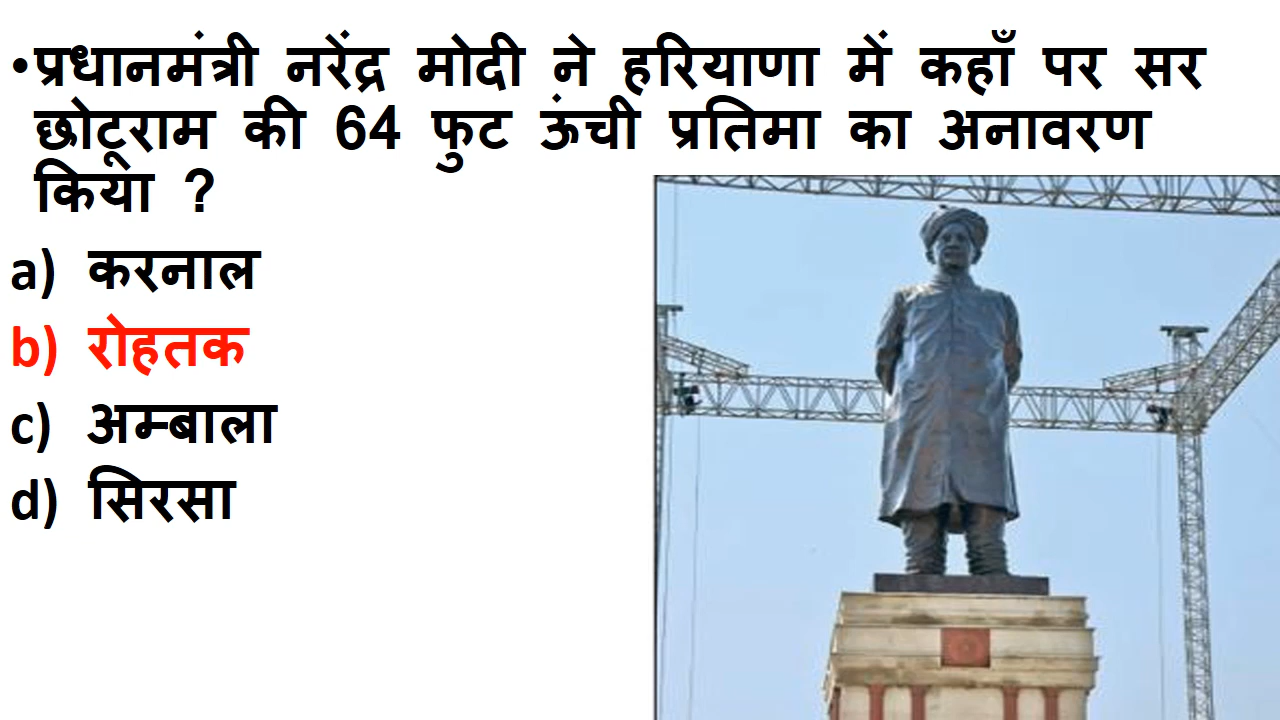 •प्रधानमंत्री नरेंद्र मोदी ने हरियाणा में कहाँ पर सर
छोटूराम की 64 फुट ऊंची प्रतिमा का अनावरण
किया ?
a) करनाल
b) रोहतक
c) अम्बाला
d) सिरसा